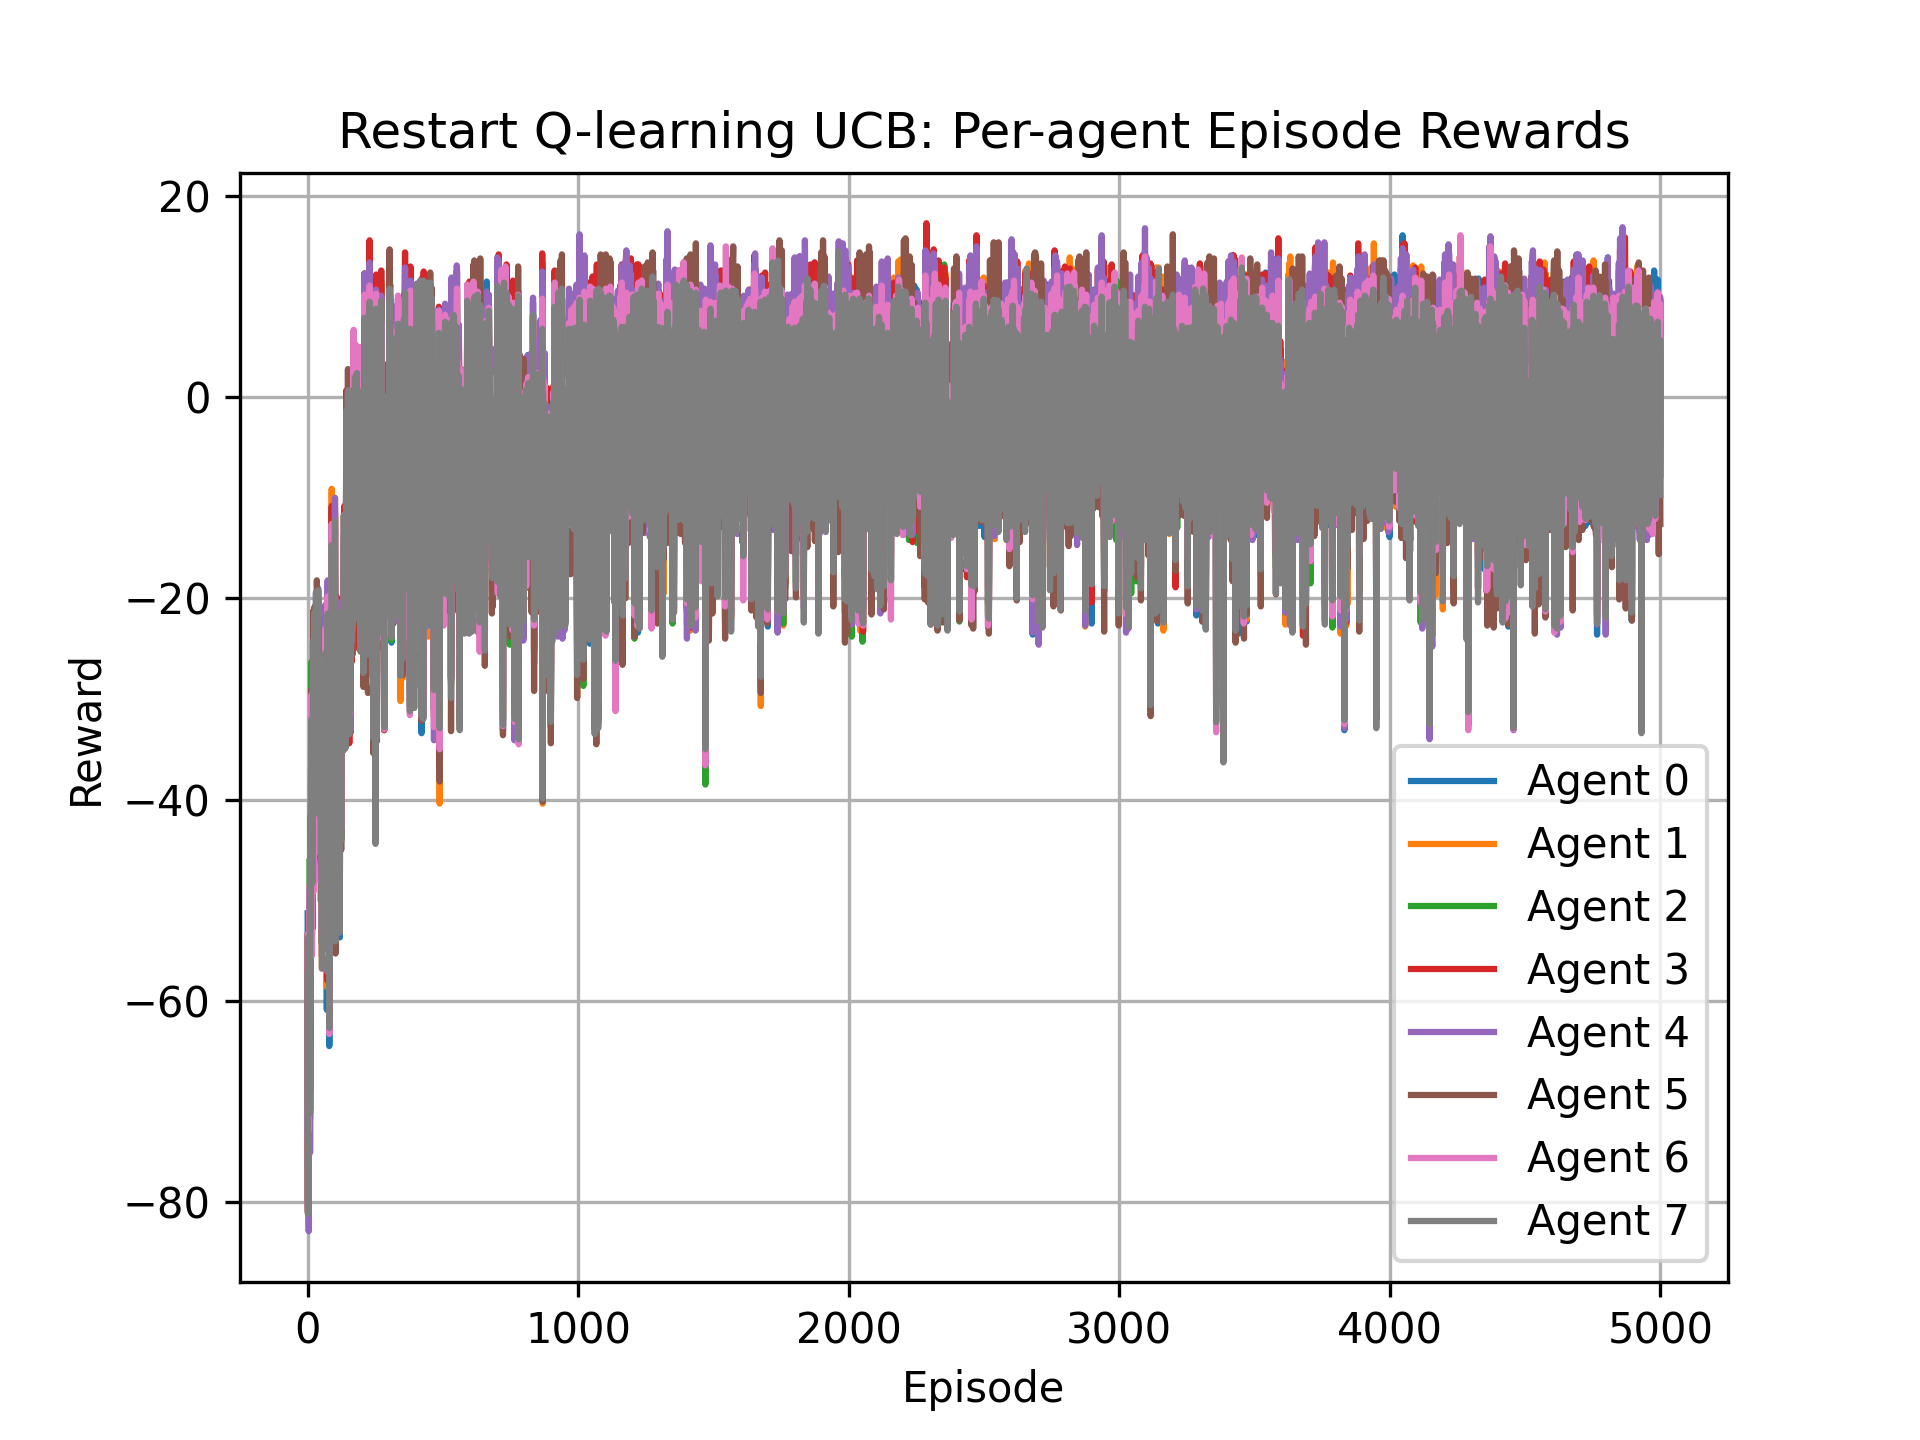 Restart Q-learning UCB: Per-agent Episode Rewards
20
0
−20
−40
−60
−80
Reward
0 1000 2000 3000 4000 5000
Episode
Agent 0
Agent 1
Agent 2
Agent 3
Agent 4
Agent 5
Agent 6
Agent 7